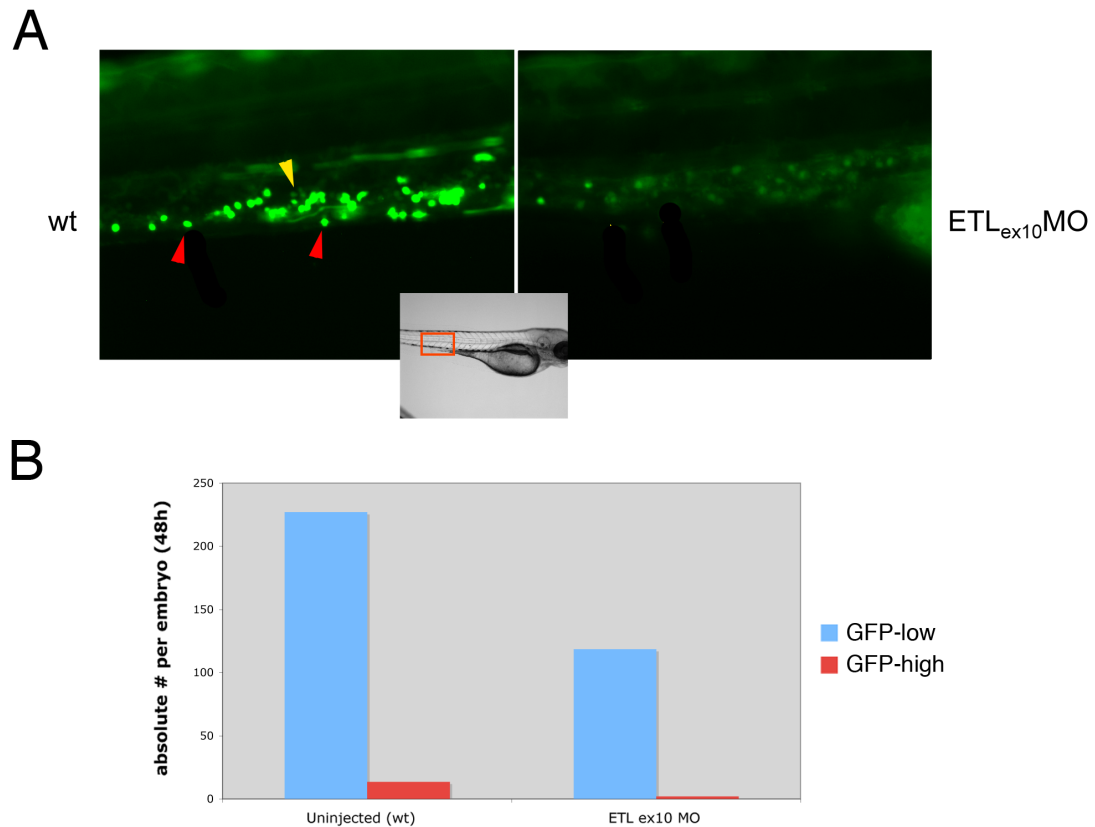 A
wt
ETLex10MO
B
absolute # per embryo (48h)
250
200
150
100
50
0
Uninjected (wt)
ETL ex10 MO
GFP-low
GFP-high